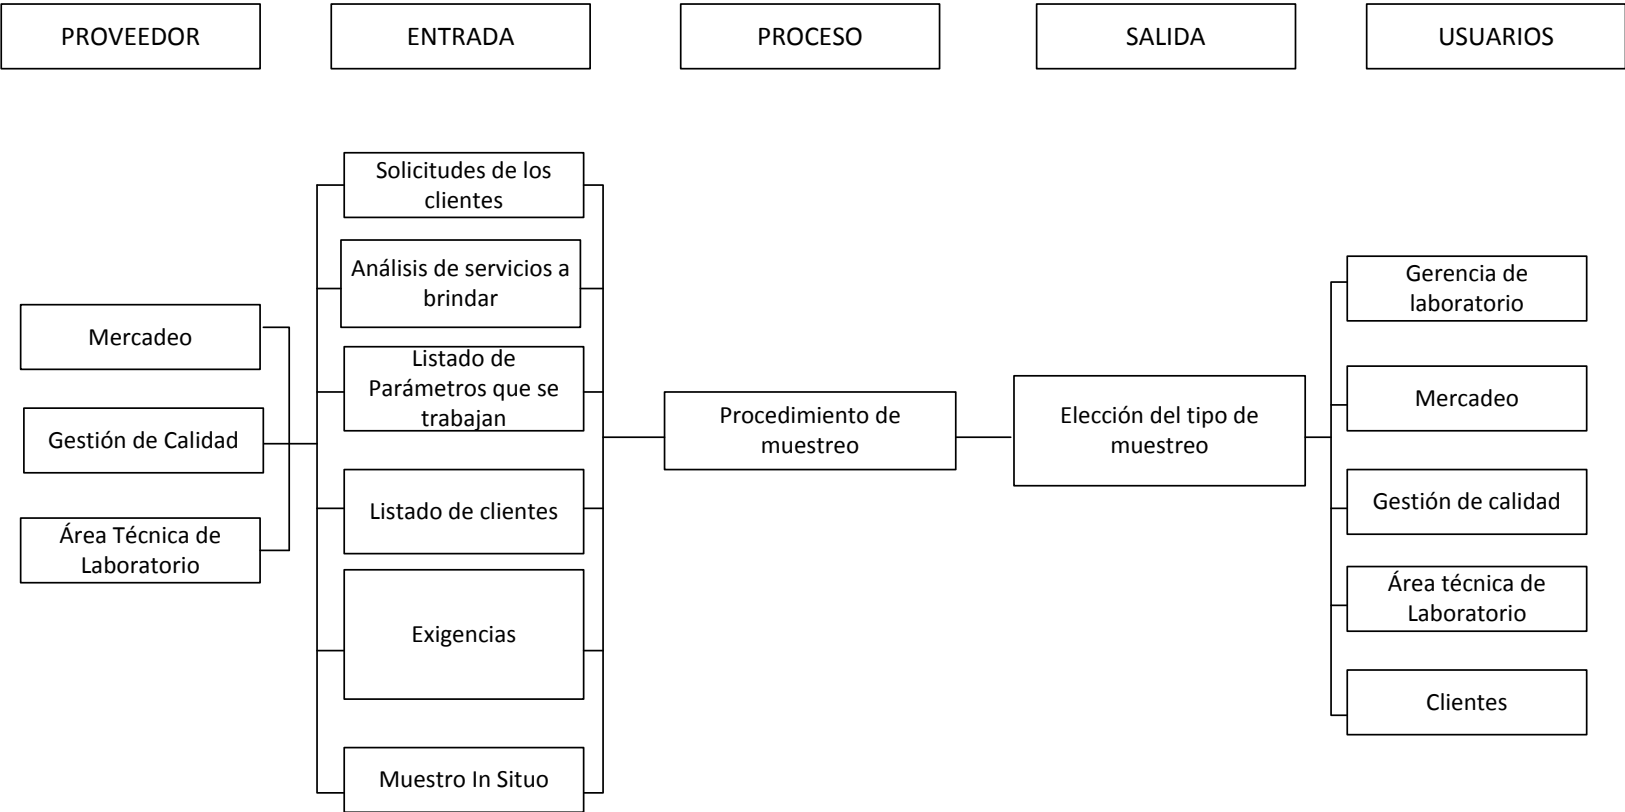 PROVEEDOR
ENTRADA
PROCESO
SALIDA
USUARIOS
Mercadeo
Gestión de Calidad
Área Técnica de
Laboratorio
Solicitudes de los
clientes
Análisis de servicios a
brindar
Listado de
Parámetros que se
trabajan
Listado de clientes
Exigencias
Muestro In Situo
Procedimiento de
muestreo
Elección del tipo de
muestreo
Gerencia de
laboratorio
Mercadeo
Gestión de calidad
Área técnica de
Laboratorio
Clientes